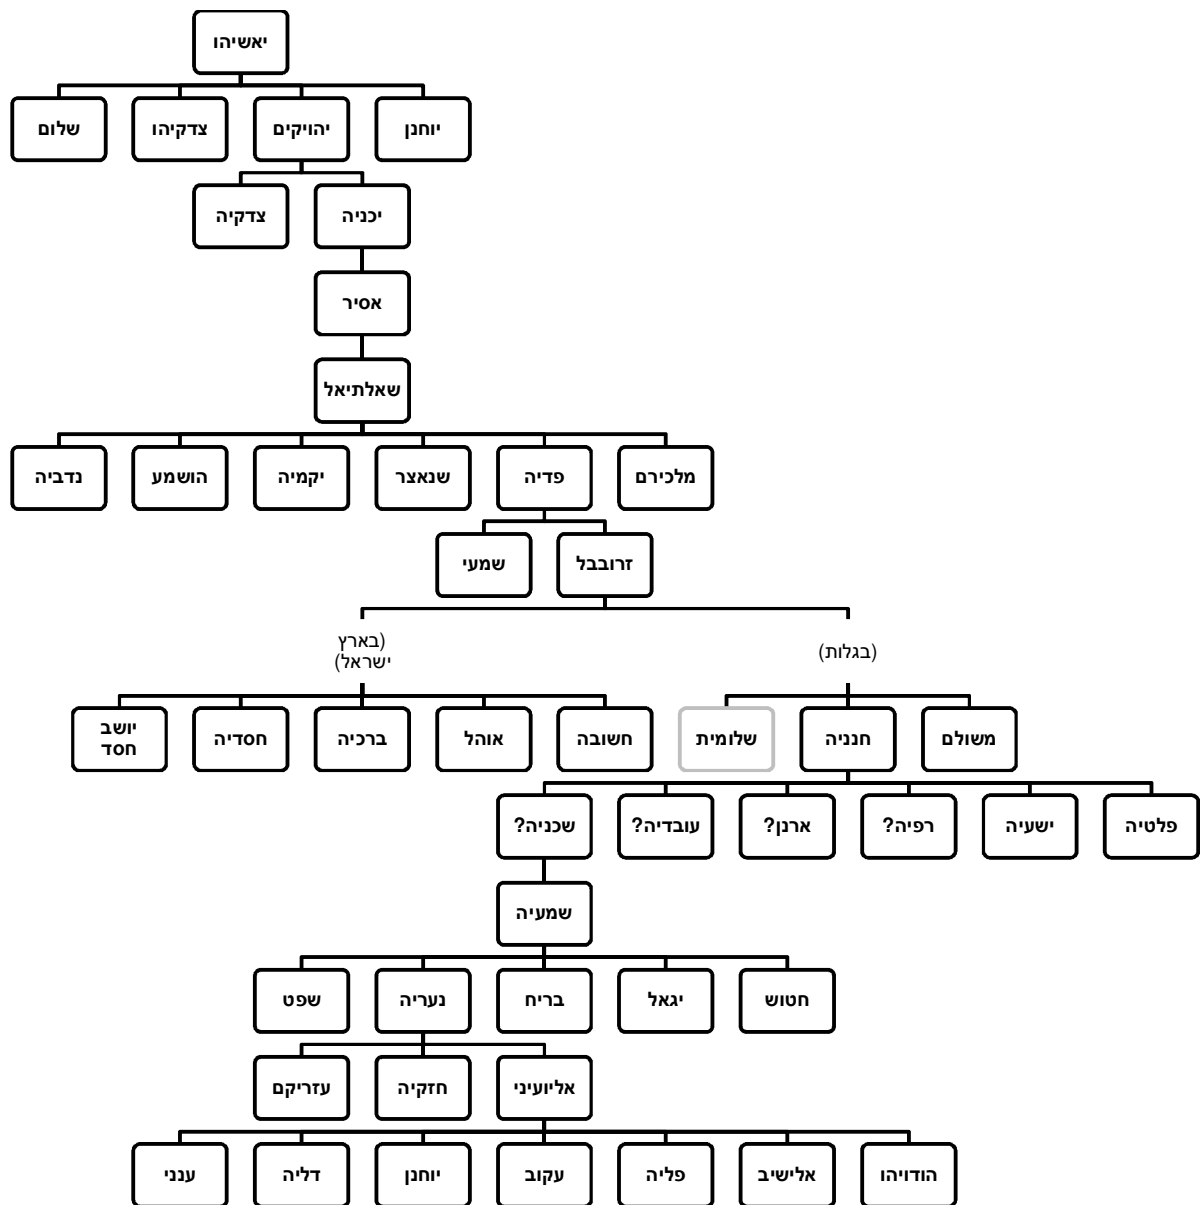 יאשיהו
יוחנן
יהויקים
צדקיהו
שלום
יכניה
צדקיה
אסיר
שאלתיאל
מלכירם
פדיה
שנאצר
יקמיה
הושמע
נדביה
זרובבל
שמעי
(בגלות)
(בארץ
ישראל)
משולם
חנניה
שלומית
חשובה
אוהל
ברכיה
חסדיה
יושב
חסד
פלטיה
ישעיה
רפיה?
ארנן?
עובדיה?
שכניה?
שמעיה
חטוש
יגאל
בריח
נעריה
שפט
אליועיני
חזקיה
עזריקם
הודויהו
אלישיב
פליה
עקוב
יוחנן
דליה
ענני